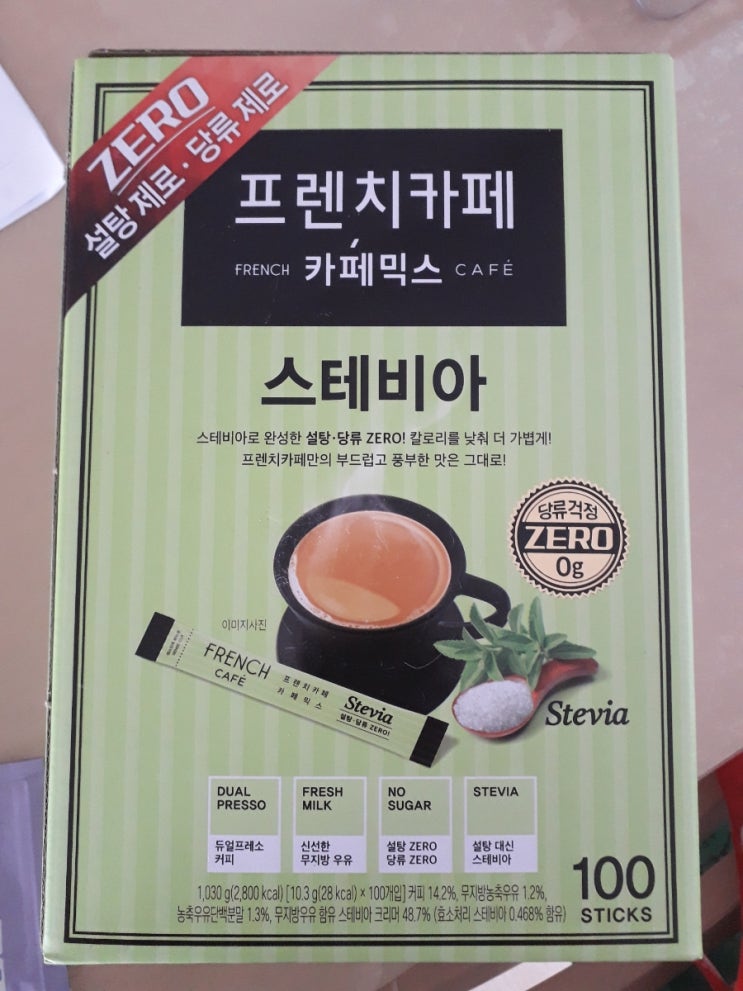 ZERO
설탕 제로·당류 제로
프렌치카페
FRENCH 카페믹스 CAFÉ
스테비아
스테비아로 완성한 설탕·당류 ZERO! 칼로리를 낮춰 더 가볍게!
프렌치카페만의 부드럽고 풍부한 맛은 그대로!
당류걱정
ZERO
0g
이미지사진
FRENCH
CAFÉ
프렌치카페
카페믹스
Stevia
설탕·당류 ZERO!
Stevia
DUAL
PRESSO
듀얼프레소
커피
FRESH
MILK
신선한
무지방 우유
NO
SUGAR
설탕 ZERO
당류 ZERO
STEVIA
설탕 대신
스테비아
100
STICKS
1,030 g(2,800 kcal) [10.3 g(28 kcal) × 100개입] 커피 14.2%, 무지방농축우유 1.2%,
농축우유단백분말 1.3%, 무지방우유 함유 스테비아 크리머 48.7% (효소처리 스테비아 0.468% 함유)